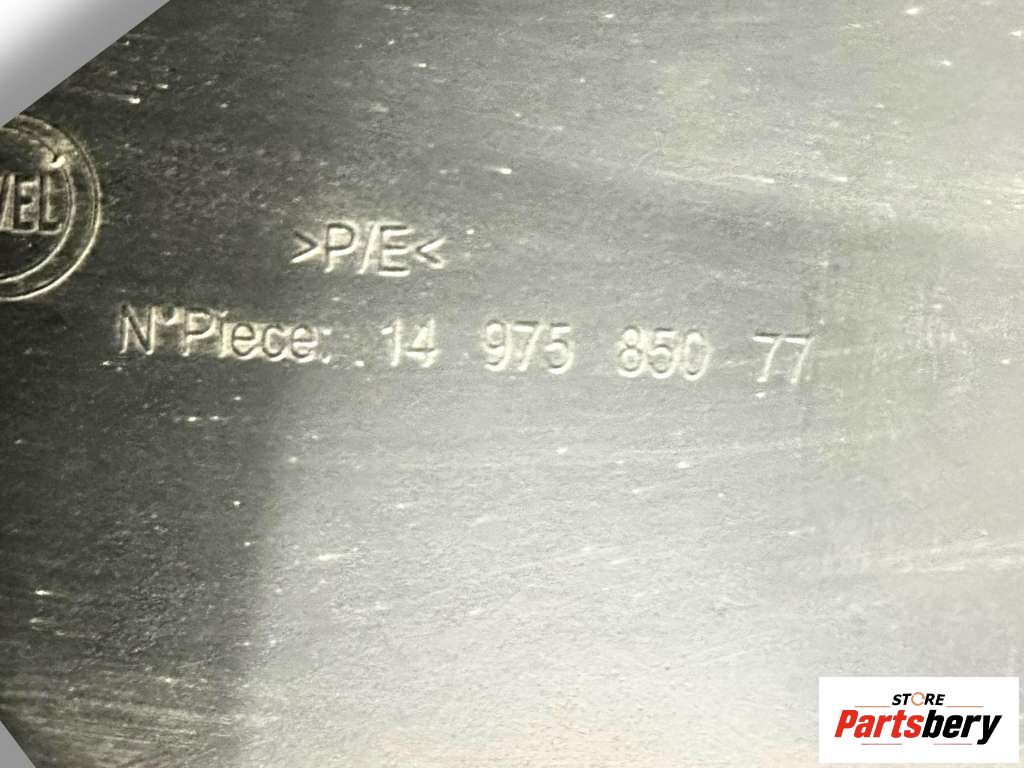 >P/E<
N°Piece: 14 975 850 77
STORE
Partsbery